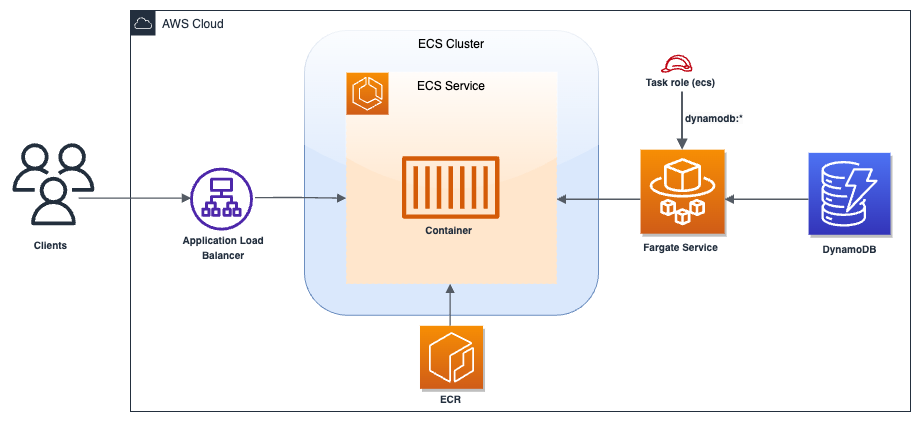 AWS Cloud
ECS Cluster
ECS Service
Task role (ecs)
dynamodb:*
Container
Clients
Application Load
Balancer
Fargate Service
DynamoDB
ECR